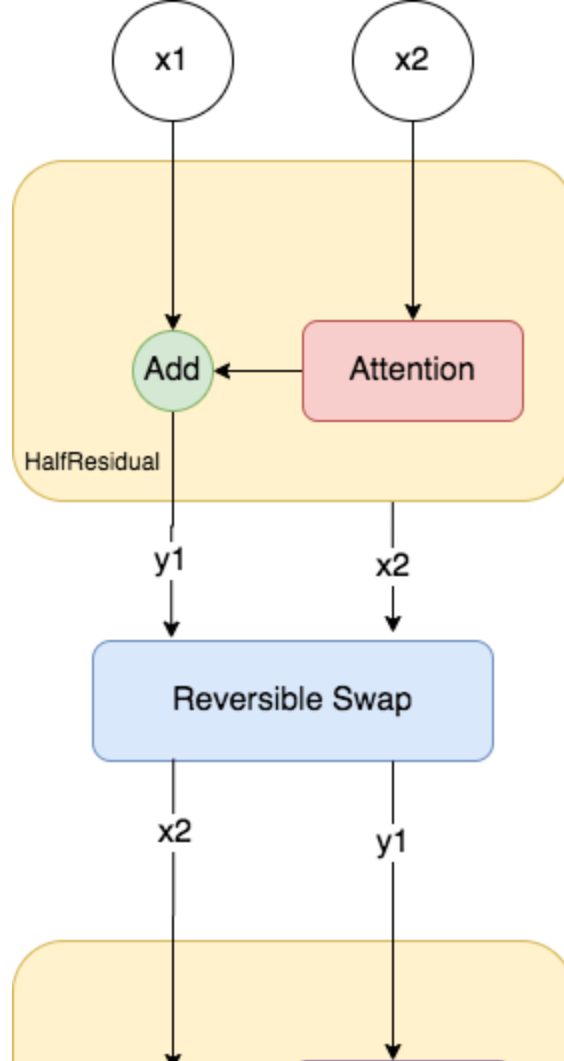 x1
x2
Add
Attention
HalfResidual
y1
x2
Reversible Swap
x2
y1